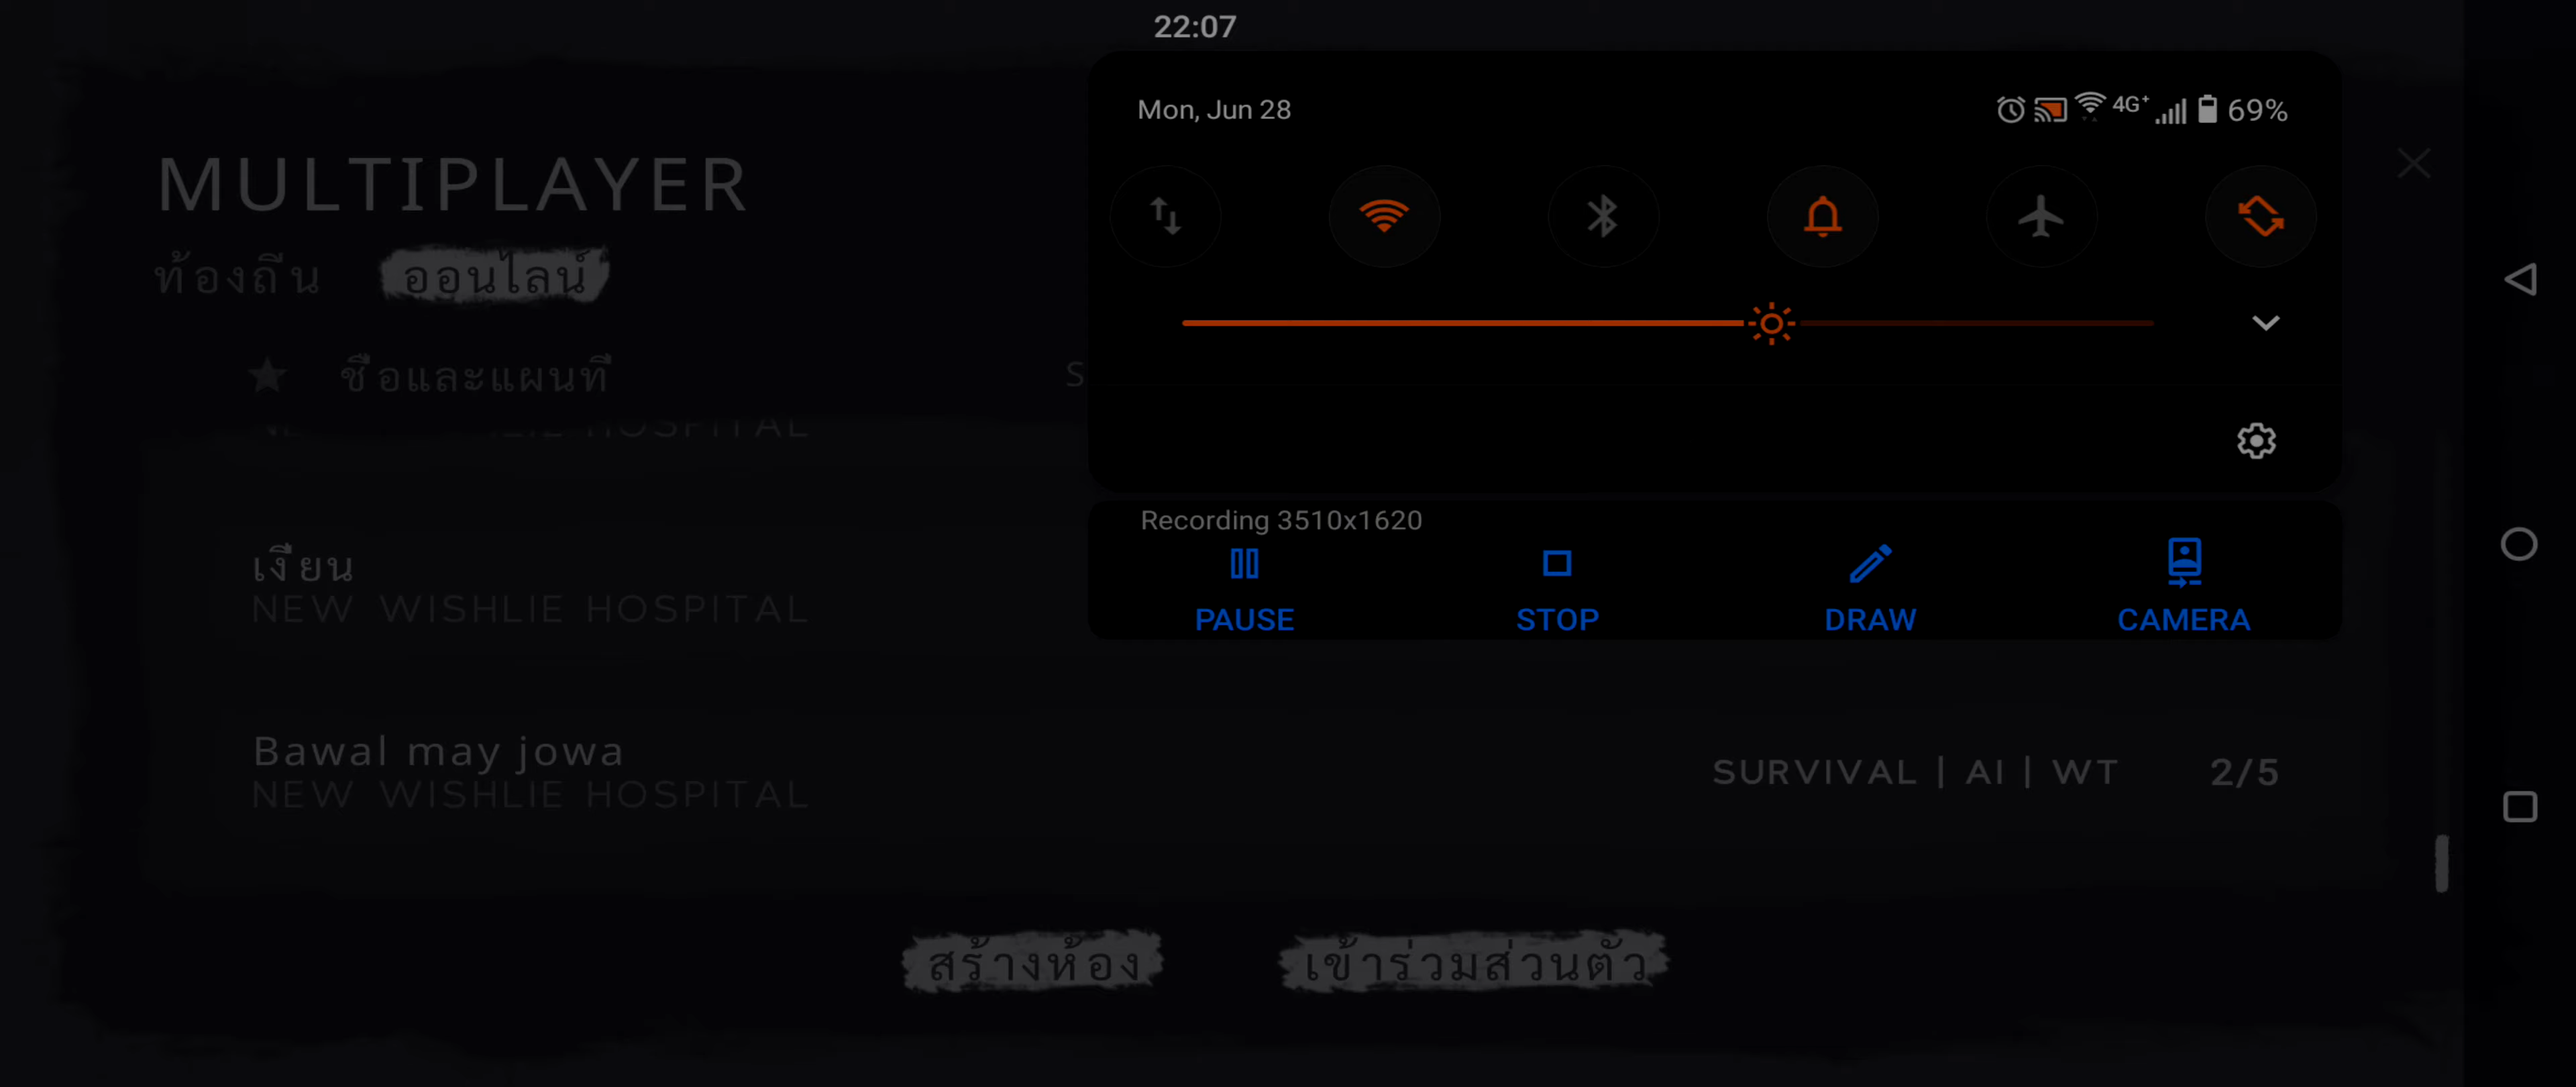 22:07
Mon, Jun 28
4G+ 69%
MULTIPLAYER
ท้องถิ่น ออนไลน์
ชื่อและแผนที่ S
HOSPITAL
Recording 3510x1620
PAUSE STOP DRAW CAMERA
เงี่ยน
NEW WISHLIE HOSPITAL
Bawal may jowa
NEW WISHLIE HOSPITAL
SURVIVAL | AI | WT 2/5
สร้างห้อง เข้าร่วมส่วนตัว